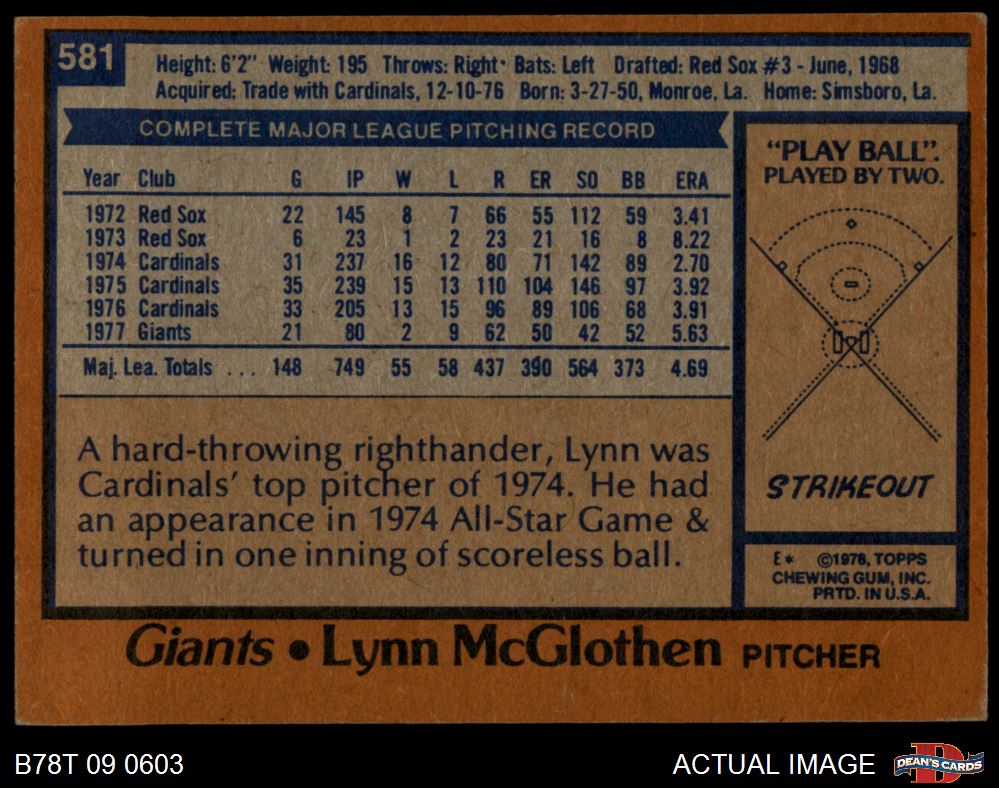 581
Height: 6'2" Weight: 195 Throws: Right· Bats: Left Drafted: Red Sox #3 - June, 1968
Acquired: Trade with Cardinals, 12-10-76 Born: 3-27-50, Monroe, La. Home: Simsboro, La.
COMPLETE MAJOR LEAGUE PITCHING RECORD
Year Club G IP W L R ER SO BB ERA
1972 Red Sox 22 145 8 7 66 55 112 59 3.41
1973 Red Sox 6 23 1 2 23 21 16 8 8.22
1974 Cardinals 31 237 16 12 80 71 142 89 2.70
1975 Cardinals 35 239 15 13 110 104 146 97 3.92
1976 Cardinals 33 205 13 15 96 89 106 68 3.91
1977 Giants 21 80 2 9 62 50 42 52 5.63
Maj. Lea. Totals ... 148 749 55 58 437 390 564 373 4.69
A hard-throwing righthander, Lynn was
Cardinals' top pitcher of 1974. He had
an appearance in 1974 All-Star Game &
turned in one inning of scoreless ball.
"PLAY BALL".
PLAYED BY TWO.
STRIKEOUT
E* ©1978, TOPPS
CHEWING GUM, INC.
PRTD. IN U.S.A.
Giants • Lynn McGlothen PITCHER
B78T 09 0603
ACTUAL IMAGE
D
DEAN'S CARDS